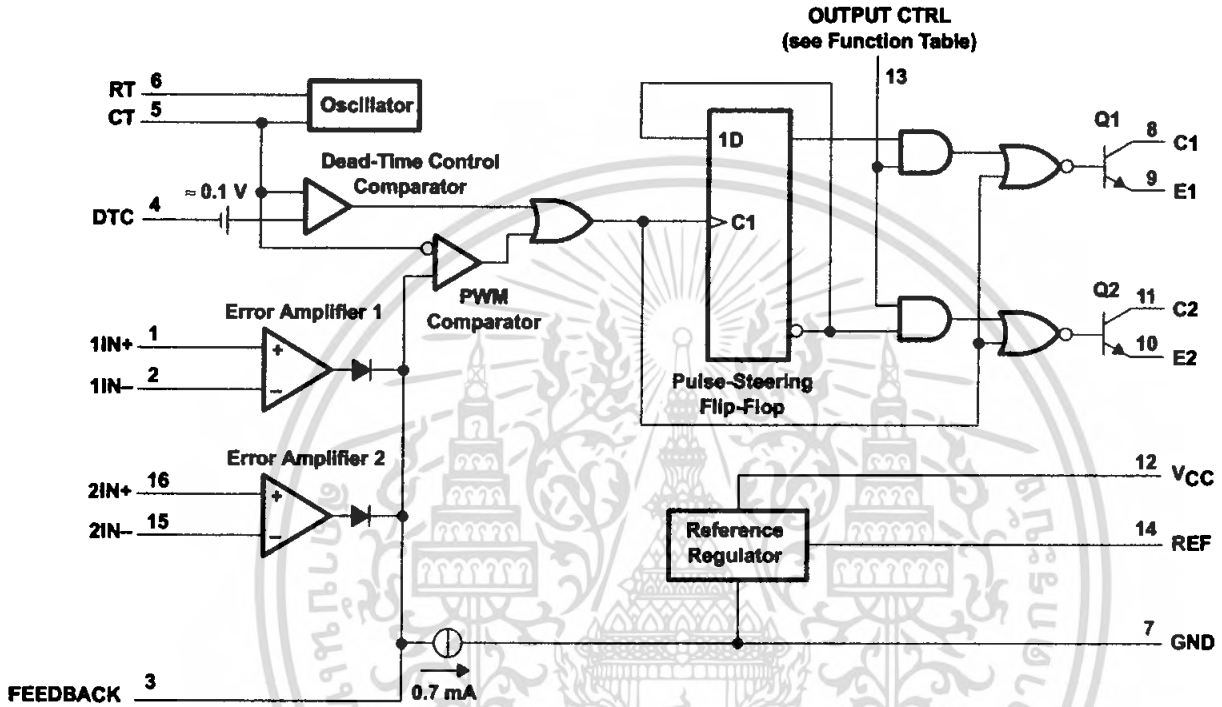 OUTPUT CTRL
(see Function Table)
13
RT 6
CT 5
Oscillator
Dead-Time Control
Comparator
≈ 0.1 V
DTC 4
PWM
Comparator
Error Amplifier 1
1IN+ 1
1IN– 2
+
–
Error Amplifier 2
2IN+ 16
2IN– 15
+
–
FEEDBACK 3
0.7 mA
1D
C1
Pulse-Steering
Flip-Flop
Q1
8 C1
9 E1
Q2
11 C2
10 E2
12 VCC
Reference
Regulator
14 REF
7 GND